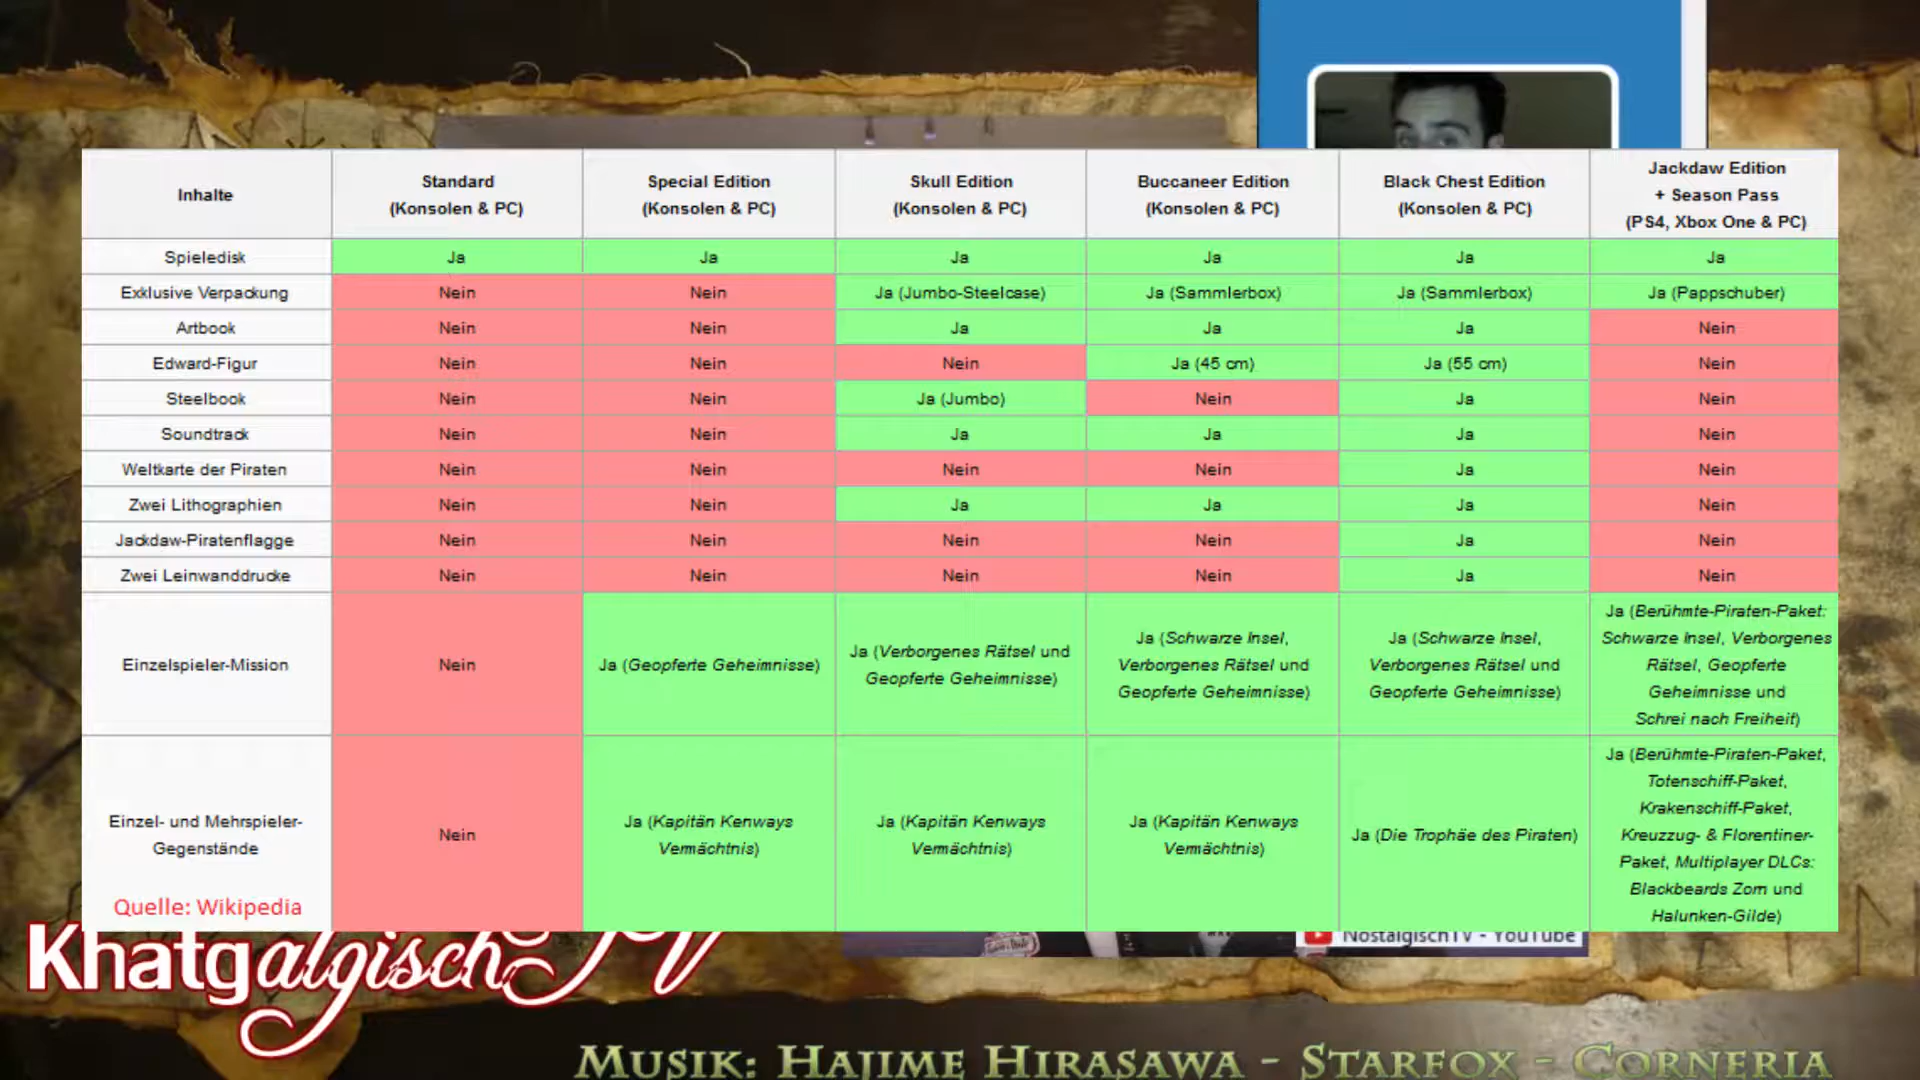 Inhalte
Standard
(Konsolen & PC)
Special Edition
(Konsolen & PC)
Skull Edition
(Konsolen & PC)
Buccaneer Edition
(Konsolen & PC)
Black Chest Edition
(Konsolen & PC)
Jackdaw Edition
+ Season Pass
(PS4, Xbox One & PC)
Spieledisk
Ja
Ja
Ja
Ja
Ja
Ja
Exklusive Verpackung
Nein
Nein
Ja (Jumbo-Steelcase)
Ja (Sammlerbox)
Ja (Sammlerbox)
Ja (Pappschuber)
Artbook
Nein
Nein
Ja
Ja
Ja
Nein
Edward-Figur
Nein
Nein
Nein
Ja (45 cm)
Ja (55 cm)
Nein
Steelbook
Nein
Nein
Ja (Jumbo)
Nein
Ja
Nein
Soundtrack
Nein
Nein
Ja
Ja
Ja
Nein
Weltkarte der Piraten
Nein
Nein
Nein
Nein
Ja
Nein
Zwei Lithographien
Nein
Nein
Ja
Ja
Ja
Nein
Jackdaw-Piratenflagge
Nein
Nein
Nein
Nein
Ja
Nein
Zwei Leinwanddrucke
Nein
Nein
Nein
Nein
Ja
Nein
Einzelspieler-Mission
Nein
Ja (Geopferte Geheimnisse)
Ja (Verborgenes Rätsel und
Geopferte Geheimnisse)
Ja (Schwarze Insel,
Verborgenes Rätsel und
Geopferte Geheimnisse)
Ja (Schwarze Insel,
Verborgenes Rätsel und
Geopferte Geheimnisse)
Ja (Berühmte-Piraten-Paket:
Schwarze Insel, Verborgenes
Rätsel, Geopferte
Geheimnisse und
Schrei nach Freiheit)
Einzel- und Mehrspieler-
Gegenstände
Nein
Ja (Kapitän Kenways
Vermächtnis)
Ja (Kapitän Kenways
Vermächtnis)
Ja (Kapitän Kenways
Vermächtnis)
Ja (Die Trophäe des Piraten)
Ja (Berühmte-Piraten-Paket,
Totenschiff-Paket,
Krakenschiff-Paket,
Kreuzzug- & Florentiner-
Paket, Multiplayer DLCs:
Blackbeards Zorn und
Halunken-Gilde)
Quelle: Wikipedia
NostalgischTV - YouTube
Khatgalgisch TV
Musik: Hajime Hirasawa - Starfox - Corneria